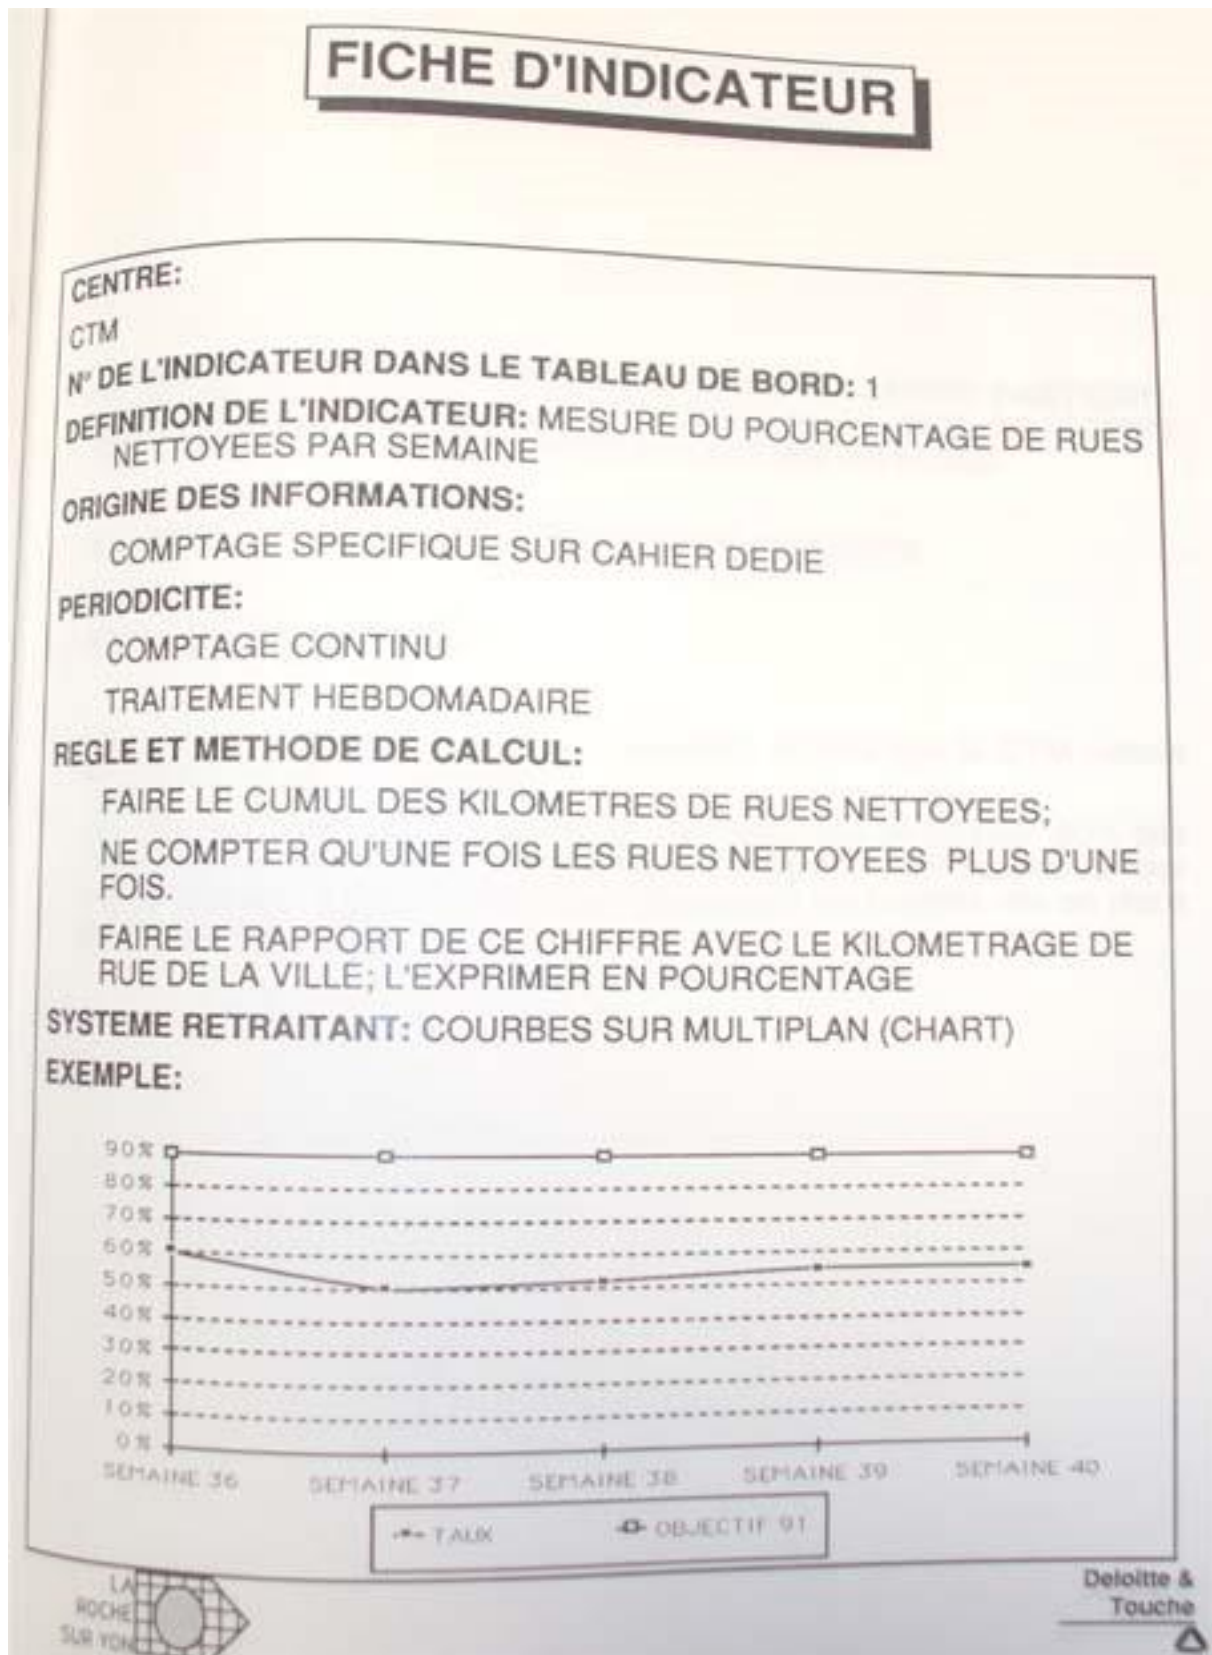 FICHE D'INDICATEUR
CENTRE:
CTM
N° DE L'INDICATEUR DANS LE TABLEAU DE BORD: 1
DEFINITION DE L'INDICATEUR: MESURE DU POURCENTAGE DE RUES
NETTOYEES PAR SEMAINE
ORIGINE DES INFORMATIONS:
COMPTAGE SPECIFIQUE SUR CAHIER DEDIE
PERIODICITE:
COMPTAGE CONTINU
TRAITEMENT HEBDOMADAIRE
REGLE ET METHODE DE CALCUL:
FAIRE LE CUMUL DES KILOMETRES DE RUES NETTOYEES;
NE COMPTER QU'UNE FOIS LES RUES NETTOYEES PLUS D'UNE
FOIS.
FAIRE LE RAPPORT DE CE CHIFFRE AVEC LE KILOMETRAGE DE
RUE DE LA VILLE; L'EXPRIMER EN POURCENTAGE
SYSTEME RETRAITANT: COURBES SUR MULTIPLAN (CHART)
EXEMPLE:
90%
80%
70%
60%
50%
40%
30%
20%
10%
0%
SEMAINE 36 SEMAINE 37 SEMAINE 38 SEMAINE 39 SEMAINE 40
TAUX OBJECTIF 91
LA
ROCHE
SUR YON
Deloitte &
Touche